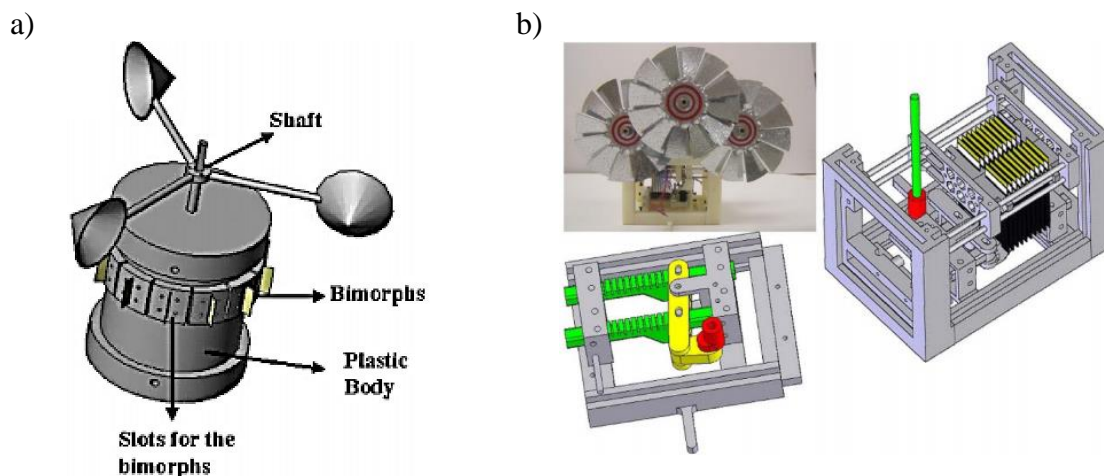 a)
b)
Shaft
Bimorphs
Plastic
Body
Slots for the
bimorphs